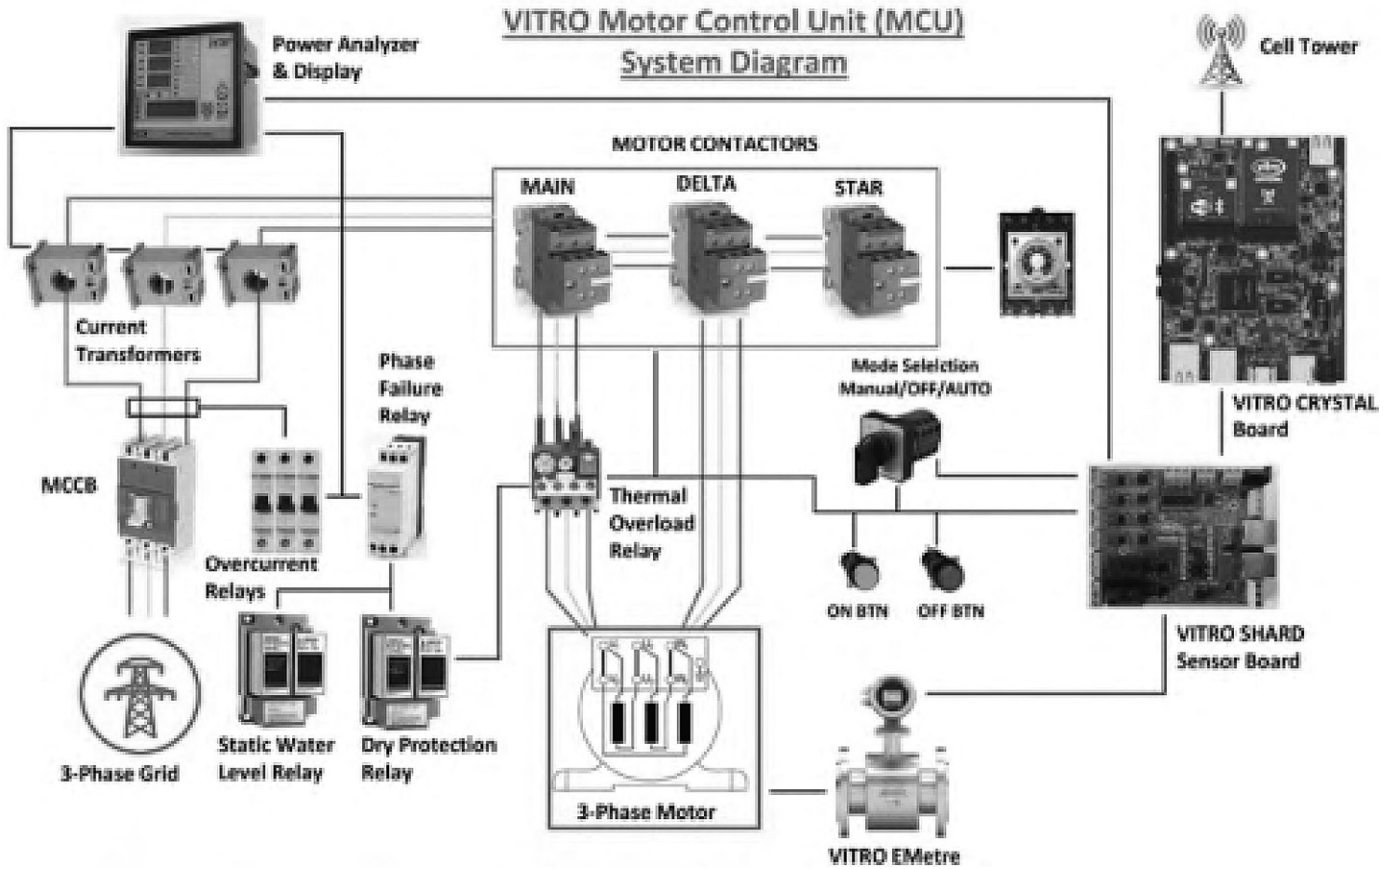 VITRO Motor Control Unit (MCU)
System Diagram
Power Analyzer
& Display
Cell Tower
MOTOR CONTACTORS
MAIN
DELTA
STAR
Current
Transformers
Phase
Failure
Relay
Mode Selelction
Manual/OFF/AUTO
VITRO CRYSTAL
Board
MCCB
Thermal
Overload
Relay
Overcurrent
Relays
ON BTN
OFF BTN
VITRO SHARD
Sensor Board
3-Phase Grid
Static Water
Level Relay
Dry Protection
Relay
3-Phase Motor
VITRO EMetre